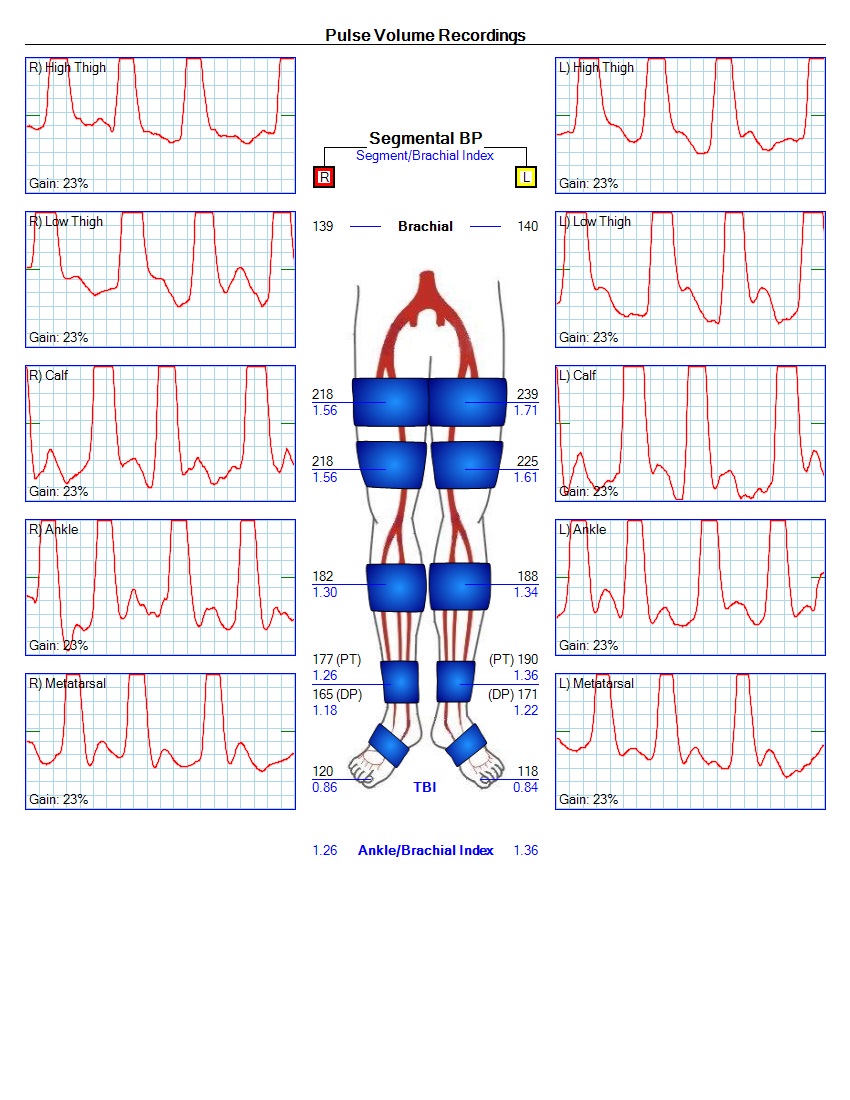 Pulse Volume Recordings
R) High Thigh
Gain: 23%
L) High Thigh
Gain: 23%
Segmental BP
Segment/Brachial Index
R
L
139 Brachial 140
R) Low Thigh
Gain: 23%
L) Low Thigh
Gain: 23%
R) Calf
Gain: 23%
L) Calf
Gain: 23%
218 239
1.56 1.71
218 225
1.56 1.61
R) Ankle
Gain: 23%
L) Ankle
Gain: 23%
182 188
1.30 1.34
177 (PT) (PT) 190
1.26 1.36
165 (DP) (DP) 171
1.18 1.22
R) Metatarsal
Gain: 23%
L) Metatarsal
Gain: 23%
120 118
0.86 TBI 0.84
1.26 Ankle/Brachial Index 1.36